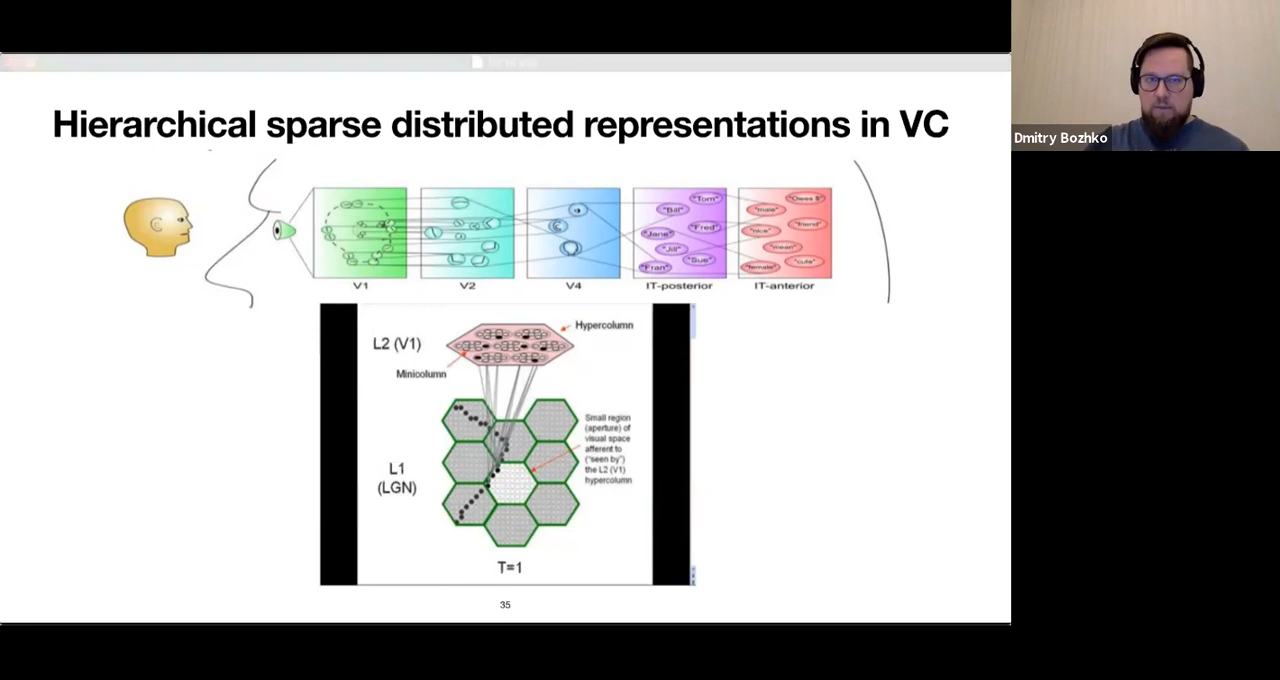 Hierarchical sparse distributed representations in VC
Dmitry Bozhko
"Tom"
"Bill"
"Fred"
"Jane"
"Jill"
"Sue"
"Fran"
"Owes $"
"male"
"friend"
"nice"
"mean"
"cute"
"female"
V1
V2
V4
IT-posterior
IT-anterior
Hypercolumn
L2 (V1)
Minicolumn
Small region
(aperture) of
visual space
afferent to
("seen by")
the L2 (V1)
hypercolumn
L1
(LGN)
T=1
35